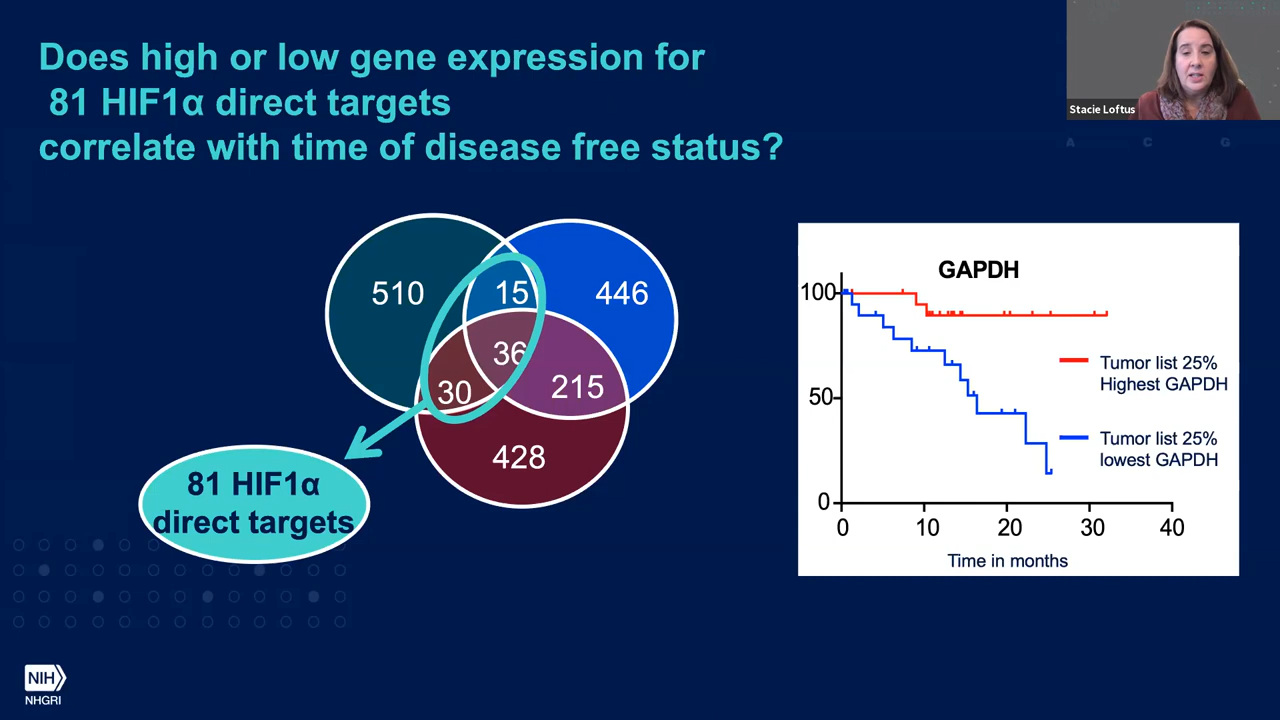 Does high or low gene expression for
81 HIF1α direct targets
correlate with time of disease free status?
Stacie Loftus
A C G
510
15
446
36
30
215
428
81 HIF1α
direct targets
GAPDH
100
50
0
0 10 20 30 40
Time in months
Tumor list 25%
Highest GAPDH
Tumor list 25%
lowest GAPDH
NIH
NHGRI